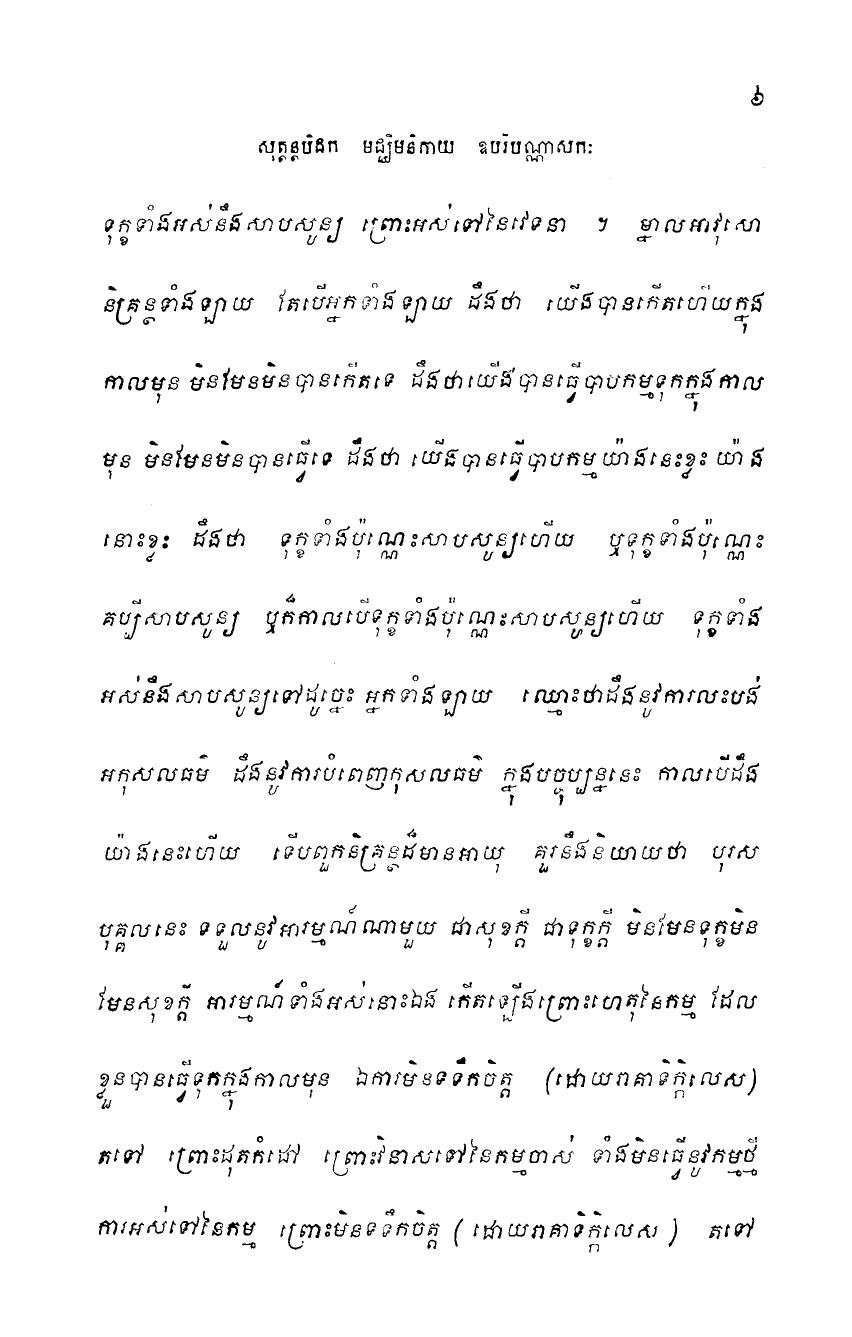 ៦
សុត្តន្តបិដក មជ្ឈិមនិកាយ ឧបរិបណ្ណាសកៈ
ទុក្ខទាំងអស់នឹងសាបសូន្យ ព្រោះអស់ទៅនៃវេទនា ។ ម្នាលអាវុសោ
និគ្រន្ថទាំងឡាយ តែបើអ្នកទាំងឡាយ ដឹងថា យើងបានកើតហើយក្នុង
កាលមុន មិនមែនមិនបានកើតទេ ដឹងថាយើងបានធ្វើបាបកម្មទុកក្នុងកាល
មុន មិនមែនមិនបានធ្វើទេ ដឹងថា យើងបានធ្វើបាបកម្មយ៉ាងនេះខ្លះ យ៉ាង
នោះខ្លះ ដឹងថា ទុក្ខទាំងប៉ុណ្ណេះសាបសូន្យហើយ ឬទុក្ខទាំងប៉ុណ្ណេះ
គប្បីសាបសូន្យ ឬក៏កាលបើទុក្ខទាំងប៉ុណ្ណេះសាបសូន្យហើយ ទុក្ខទាំង
អស់នឹងសាបសូន្យទៅដូច្នេះ អ្នកទាំងឡាយ ឈ្មោះថាដឹងនូវការលះបង់
អកុសលធម៌ ដឹងនូវការបំពេញកុសលធម៌ ក្នុងបច្ចុប្បន្ននេះ កាលបើដឹង
យ៉ាងនេះហើយ ទើបពួកនិគ្រន្ថដ៏មានអាយុ គួរនឹងនិយាយថា បុរស
បុគ្គលនេះ ទទួលនូវអារម្មណ៍ណាមួយ ជាសុខក្តី ជាទុក្ខក្តី មិនមែនទុក្ខមិន
មែនសុខក្តី អារម្មណ៍ទាំងអស់នោះឯង កើតឡើងព្រោះហេតុនៃកម្ម ដែល
ខ្លួនបានធ្វើទុកក្នុងកាលមុន ឯការមិនទទឹកចិត្ត (ដោយរាគាទិក្កិលេស)
តទៅ ព្រោះដុតកំដៅ ព្រោះវិនាសទៅនៃកម្មចាស់ ទាំងមិនធ្វើនូវកម្មថ្មី
ការអស់ទៅនៃកម្ម ព្រោះមិនទទឹកចិត្ត (ដោយរាគាទិក្កិលេស) តទៅ